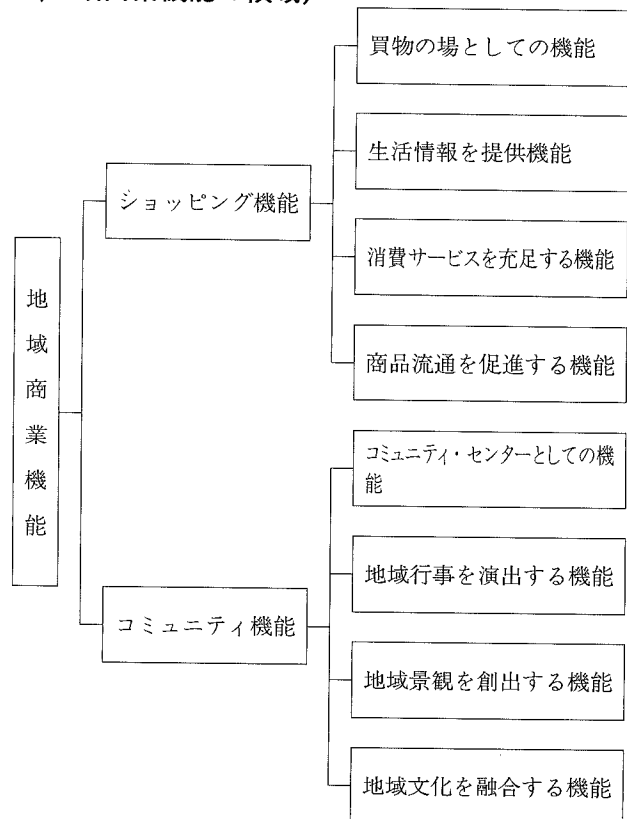 買物の場としての機能
生活情報を提供機能
ショッピング機能
消費サービスを充足する機能
商品流通を促進する機能
地域商業機能
コミュニティ・センターとしての機
能
地域行事を演出する機能
コミュニティ機能
地域景観を創出する機能
地域文化を融合する機能